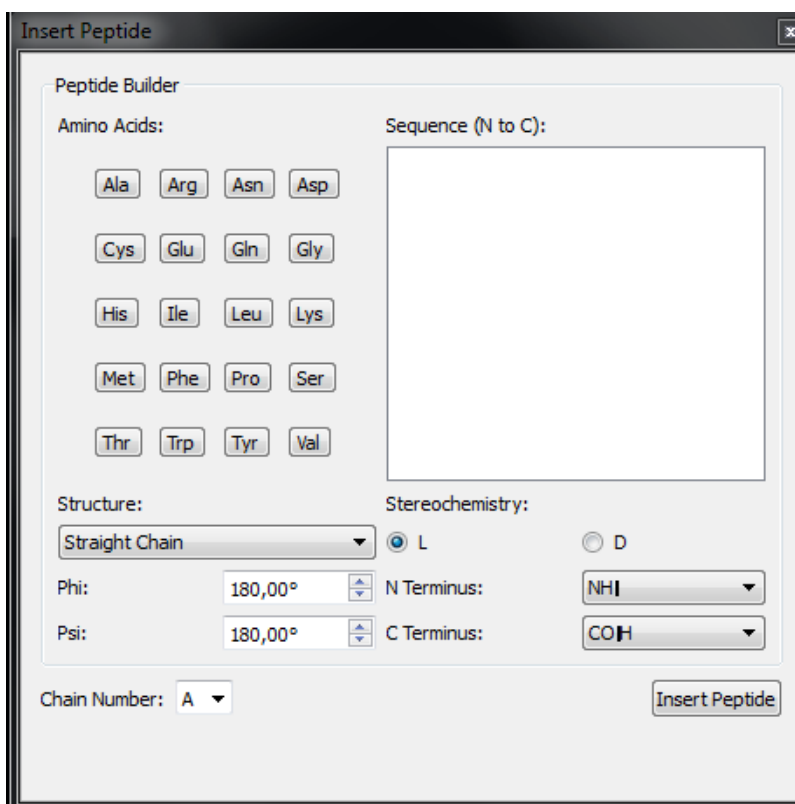 Insert Peptide
Peptide Builder
Amino Acids:
Sequence (N to C):
Ala Arg Asn Asp
Cys Glu Gln Gly
His Ile Leu Lys
Met Phe Pro Ser
Thr Trp Tyr Val
Structure:
Stereochemistry:
Straight Chain
L
D
Phi:
180,00°
N Terminus:
Psi:
180,00°
C Terminus:
Chain Number:
A
Insert Peptide